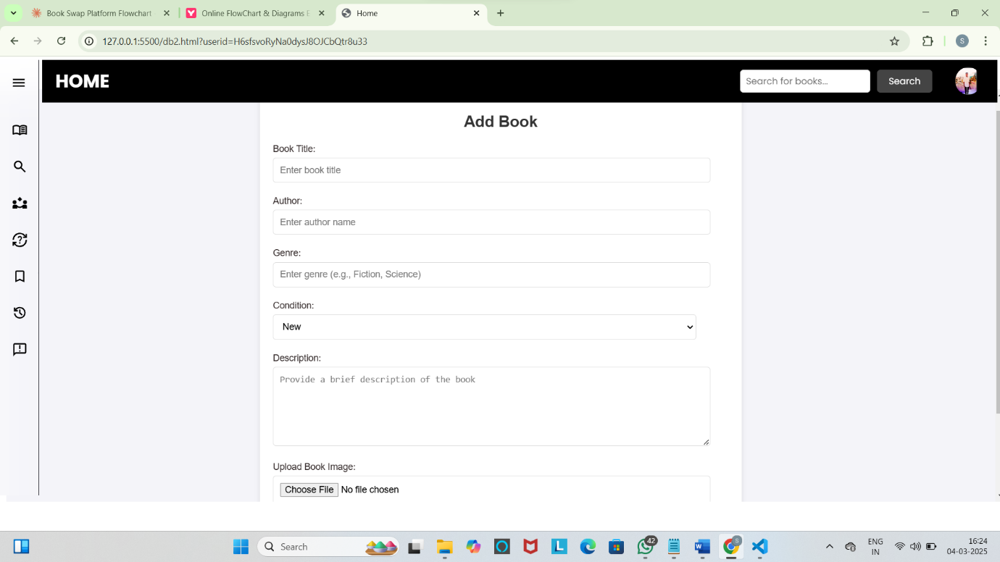 Book Swap Platform Flowchart
Online FlowChart & Diagrams E
Home
127.0.0.1:5500/db2.html?userid=H6sfsvoRyNa0dysJ8OJCbQtr8u33
S
HOME
Search for books...
Search
Add Book
Book Title:
Enter book title
Author:
Enter author name
Genre:
Enter genre (e.g., Fiction, Science)
Condition:
New
Description:
Provide a brief description of the book
Upload Book Image:
Choose File No file chosen
Search
42
S
ENG
IN
16:24
04-03-2025